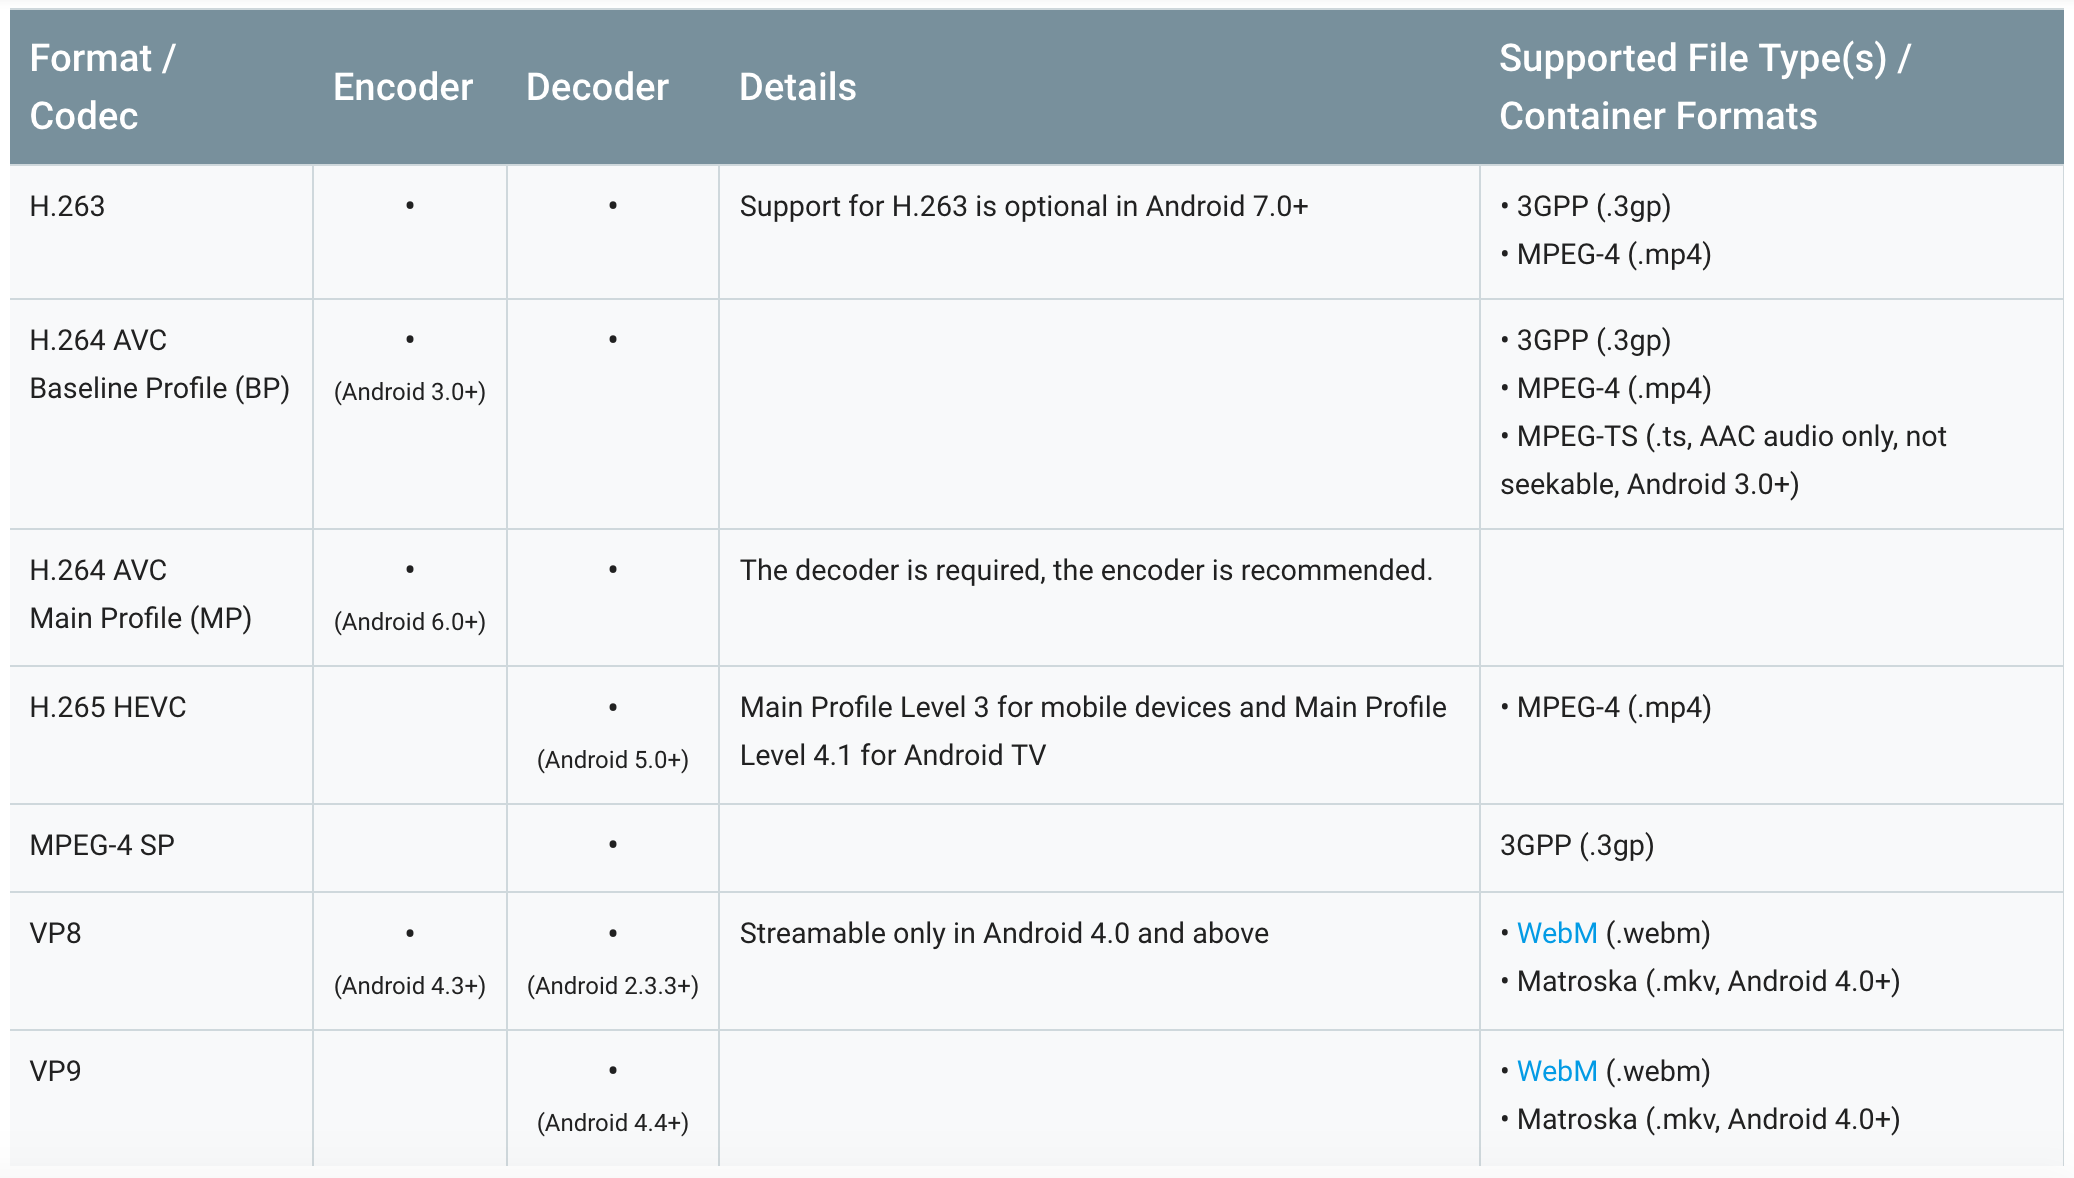 Format /
Codec
Encoder
Decoder
Details
Supported File Type(s) /
Container Formats
H.263
•
•
Support for H.263 is optional in Android 7.0+
• 3GPP (.3gp)
• MPEG-4 (.mp4)
H.264 AVC
Baseline Profile (BP)
•
(Android 3.0+)
•
• 3GPP (.3gp)
• MPEG-4 (.mp4)
• MPEG-TS (.ts, AAC audio only, not
seekable, Android 3.0+)
H.264 AVC
Main Profile (MP)
•
(Android 6.0+)
•
The decoder is required, the encoder is recommended.
H.265 HEVC
•
(Android 5.0+)
Main Profile Level 3 for mobile devices and Main Profile
Level 4.1 for Android TV
• MPEG-4 (.mp4)
MPEG-4 SP
•
3GPP (.3gp)
VP8
•
(Android 4.3+)
•
(Android 2.3.3+)
Streamable only in Android 4.0 and above
• WebM (.webm)
• Matroska (.mkv, Android 4.0+)
VP9
•
(Android 4.4+)
• WebM (.webm)
• Matroska (.mkv, Android 4.0+)